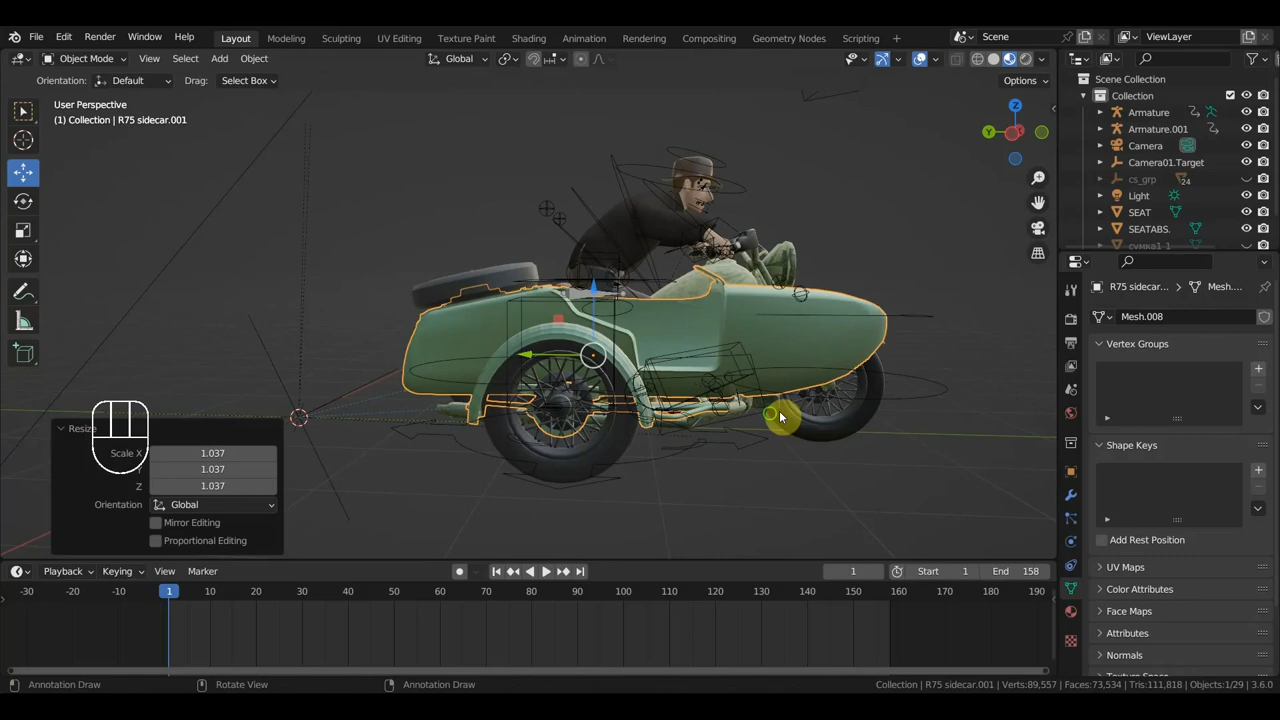 File Edit Render Window Help Layout Modeling Sculpting UV Editing Texture Paint Shading Animation Rendering Compositing Geometry Nodes Scripting Scene ViewLayer
Object Mode View Select Add Object Global
Orientation: Default Drag: Select Box Options
User Perspective
(1) Collection | R75 sidecar.001
Scene Collection
Collection
Armature
Armature.001
Camera
Camera01.Target
cs_grp 24
Light
SEAT
SEATABS.
сумка1 1
R75 sidecar... Mesh....
Mesh.008
Vertex Groups
Shape Keys
Add Rest Position
UV Maps
Color Attributes
Face Maps
Attributes
Normals
Resize
Scale X 1.037
1.037
Z 1.037
Orientation Global
Mirror Editing
Proportional Editing
Playback Keying View Marker 1 Start 1 End 158
-30 -20 -10 1 10 20 30 40 50 60 70 80 90 100 110 120 130 140 150 160 170 180 190
Annotation Draw Rotate View Annotation Draw Collection | R75 sidecar.001 | Verts:89,557 | Faces:73,534 | Tris:111,818 | Objects:1/29 | 3.6.0